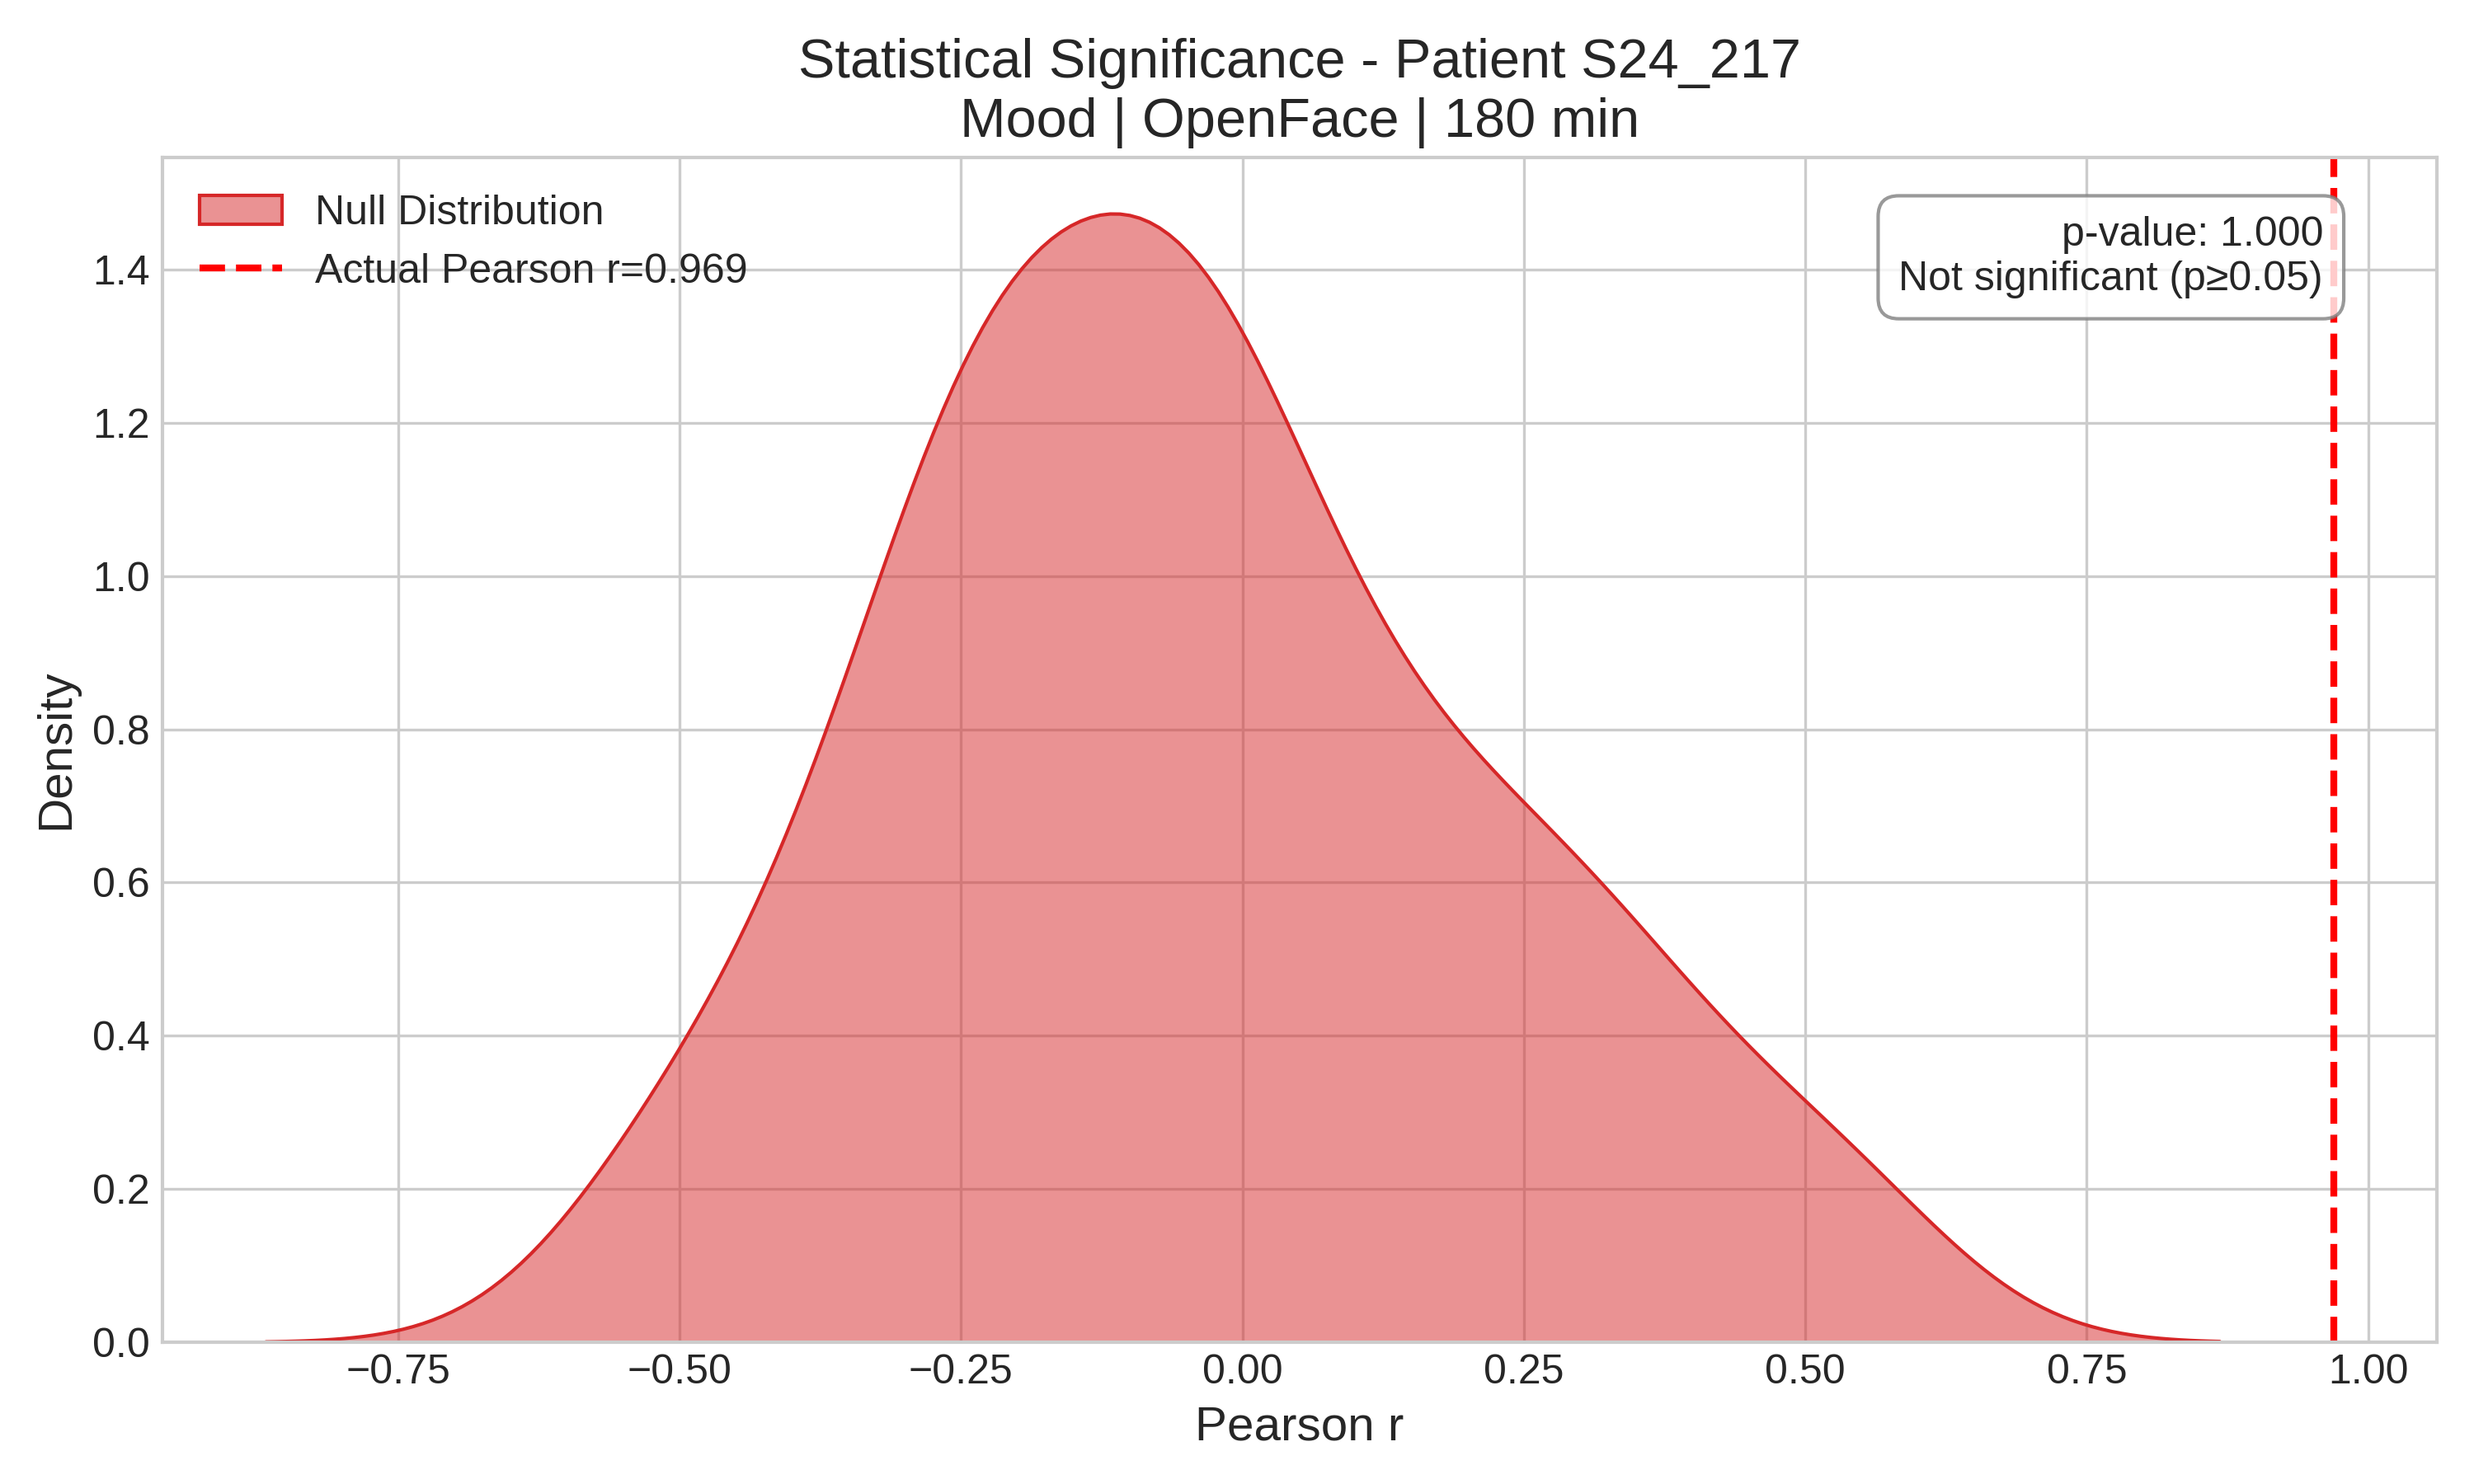 Statistical Significance - Patient S24_217
Mood | OpenFace | 180 min
Null Distribution
Actual Pearson r=0.969
p-value: 1.000
Not significant (p≥0.05)
Density
1.4
1.2
1.0
0.8
0.6
0.4
0.2
0.0
−0.75 −0.50 −0.25 0.00 0.25 0.50 0.75 1.00
Pearson r